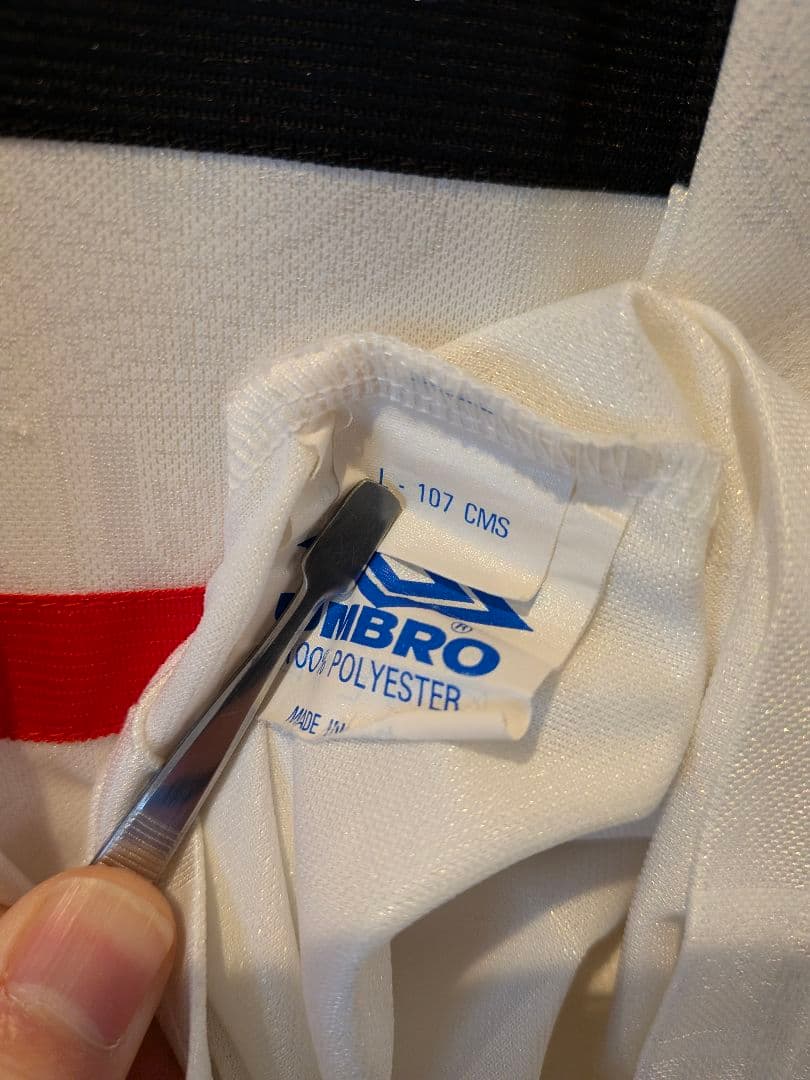 L - 107 CMS
UMBRO®
100% POLYESTER
MADE